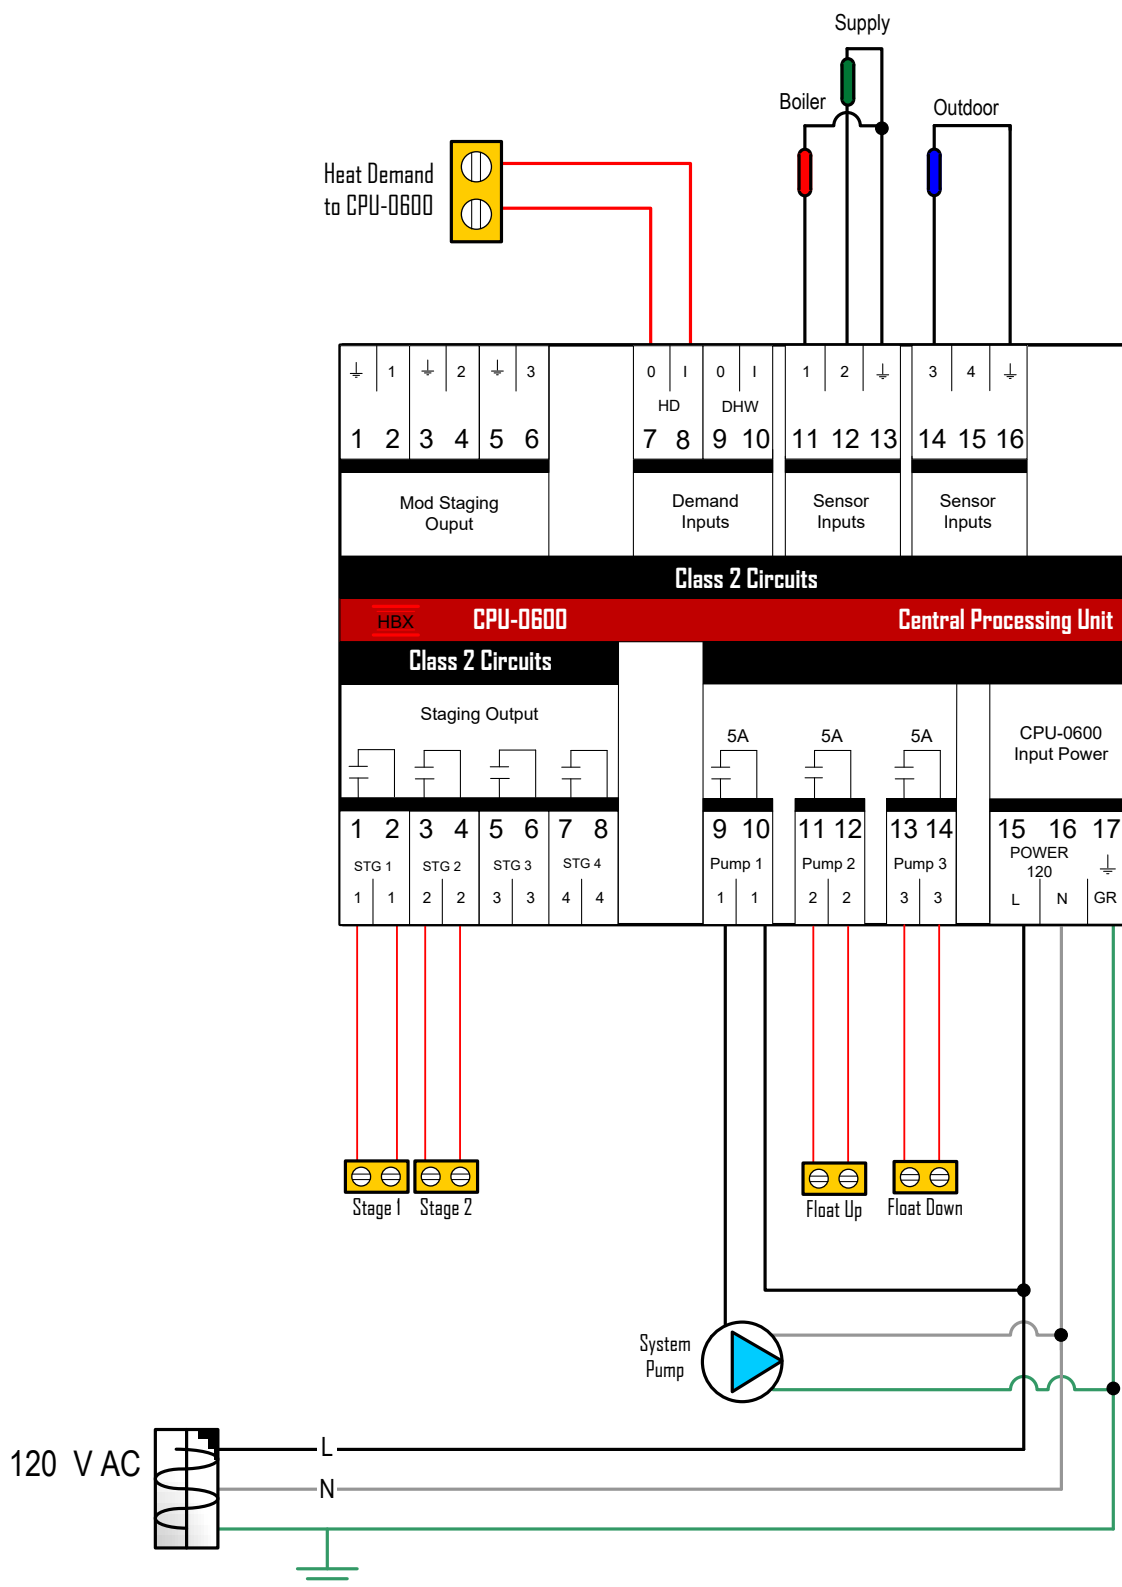 Supply
Boiler
Outdoor
Heat Demand
to CPU-0600
1 2 3
0 I 0 I
1 2
3 4
HD DHW
1 2 3 4 5 6
7 8 9 10
11 12 13
14 15 16
Mod Staging
Ouput
Demand
Inputs
Sensor
Inputs
Sensor
Inputs
Class 2 Circuits
HBX CPU-0600 Central Processing Unit
Class 2 Circuits
Staging Output
5A 5A 5A
CPU-0600
Input Power
1 2 3 4 5 6 7 8
9 10 11 12 13 14
15 16 17
STG 1 STG 2 STG 3 STG 4
Pump 1 Pump 2 Pump 3
POWER
120
1 1 2 2 3 3 4 4
1 1 2 2 3 3
L N GR
Stage 1 Stage 2
Float Up Float Down
System
Pump
120 V AC
L
N